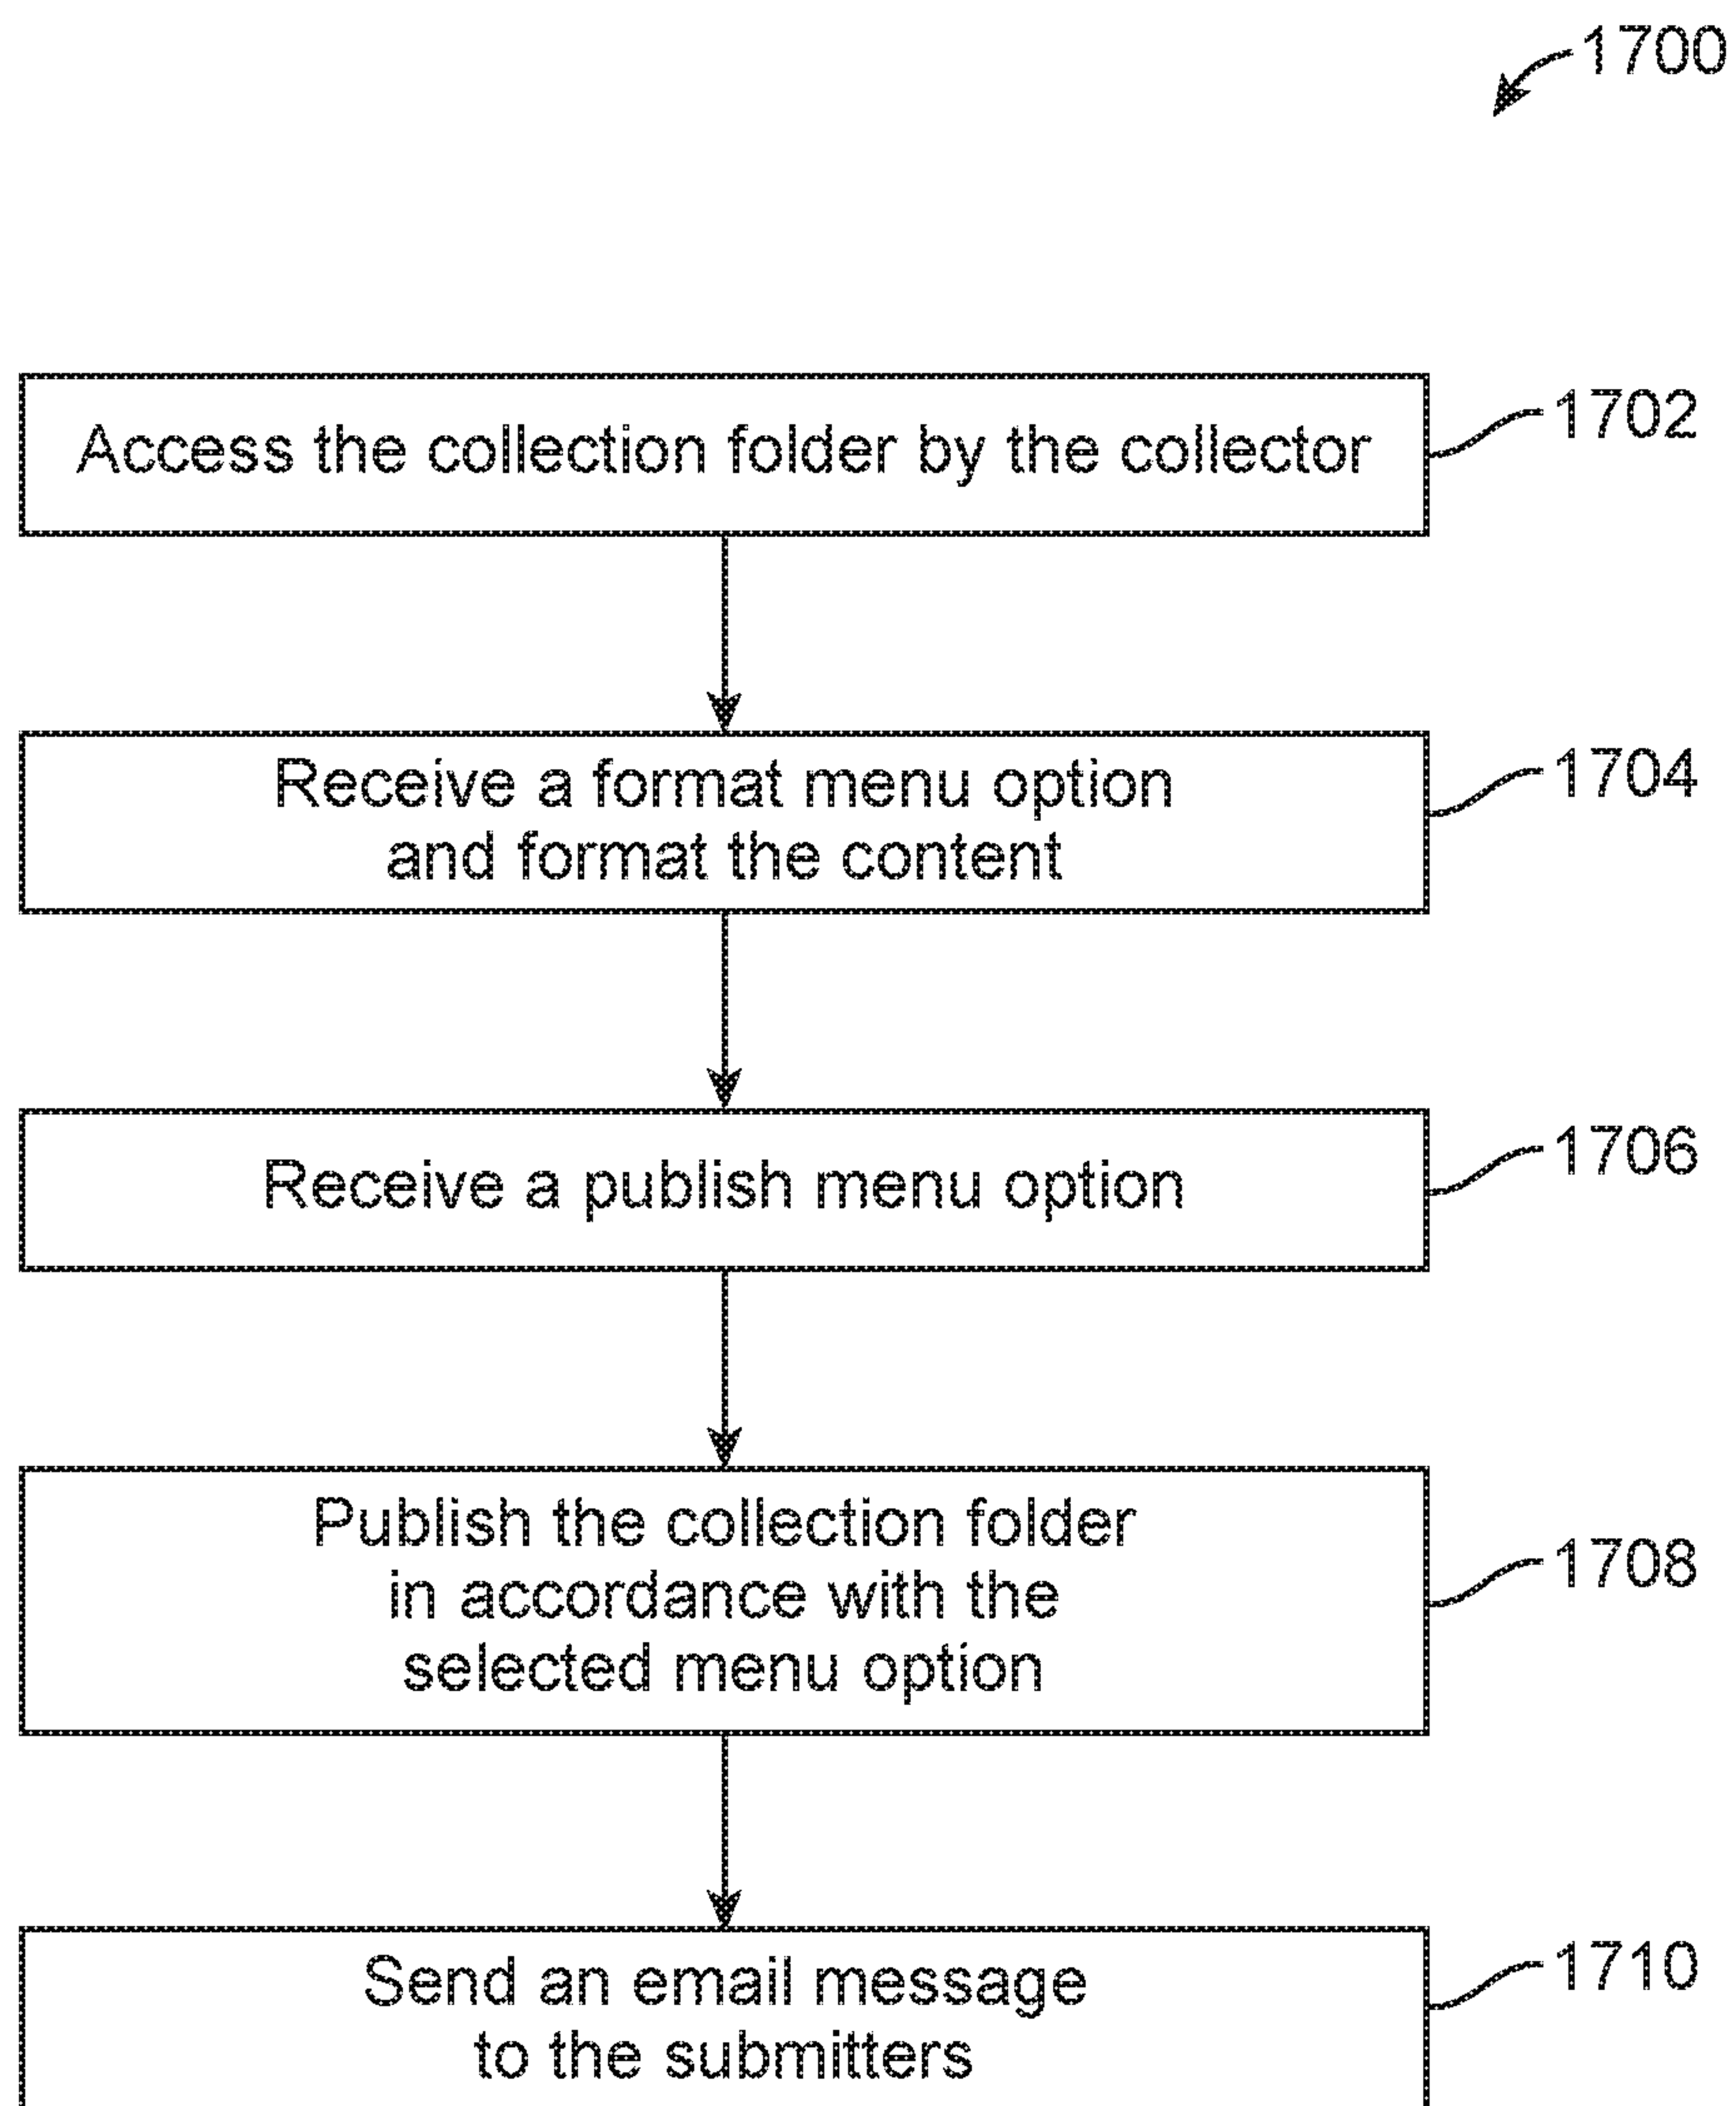 1700
Access the collection folder by the collector
1702
Receive a format menu option
and format the content
1704
Receive a publish menu option
1706
Publish the collection folder
in accordance with the
selected menu option
1708
Send an email message
to the submitters
1710